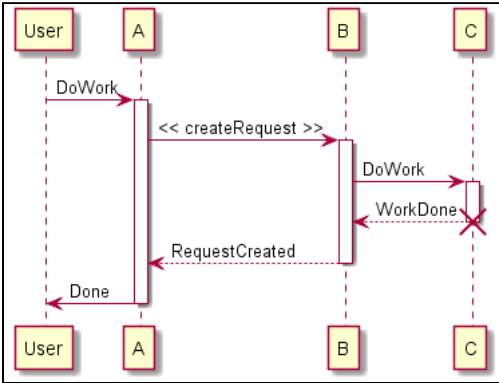 User A B C
DoWork
<< createRequest >>
DoWork
WorkDone
RequestCreated
Done
User A B C